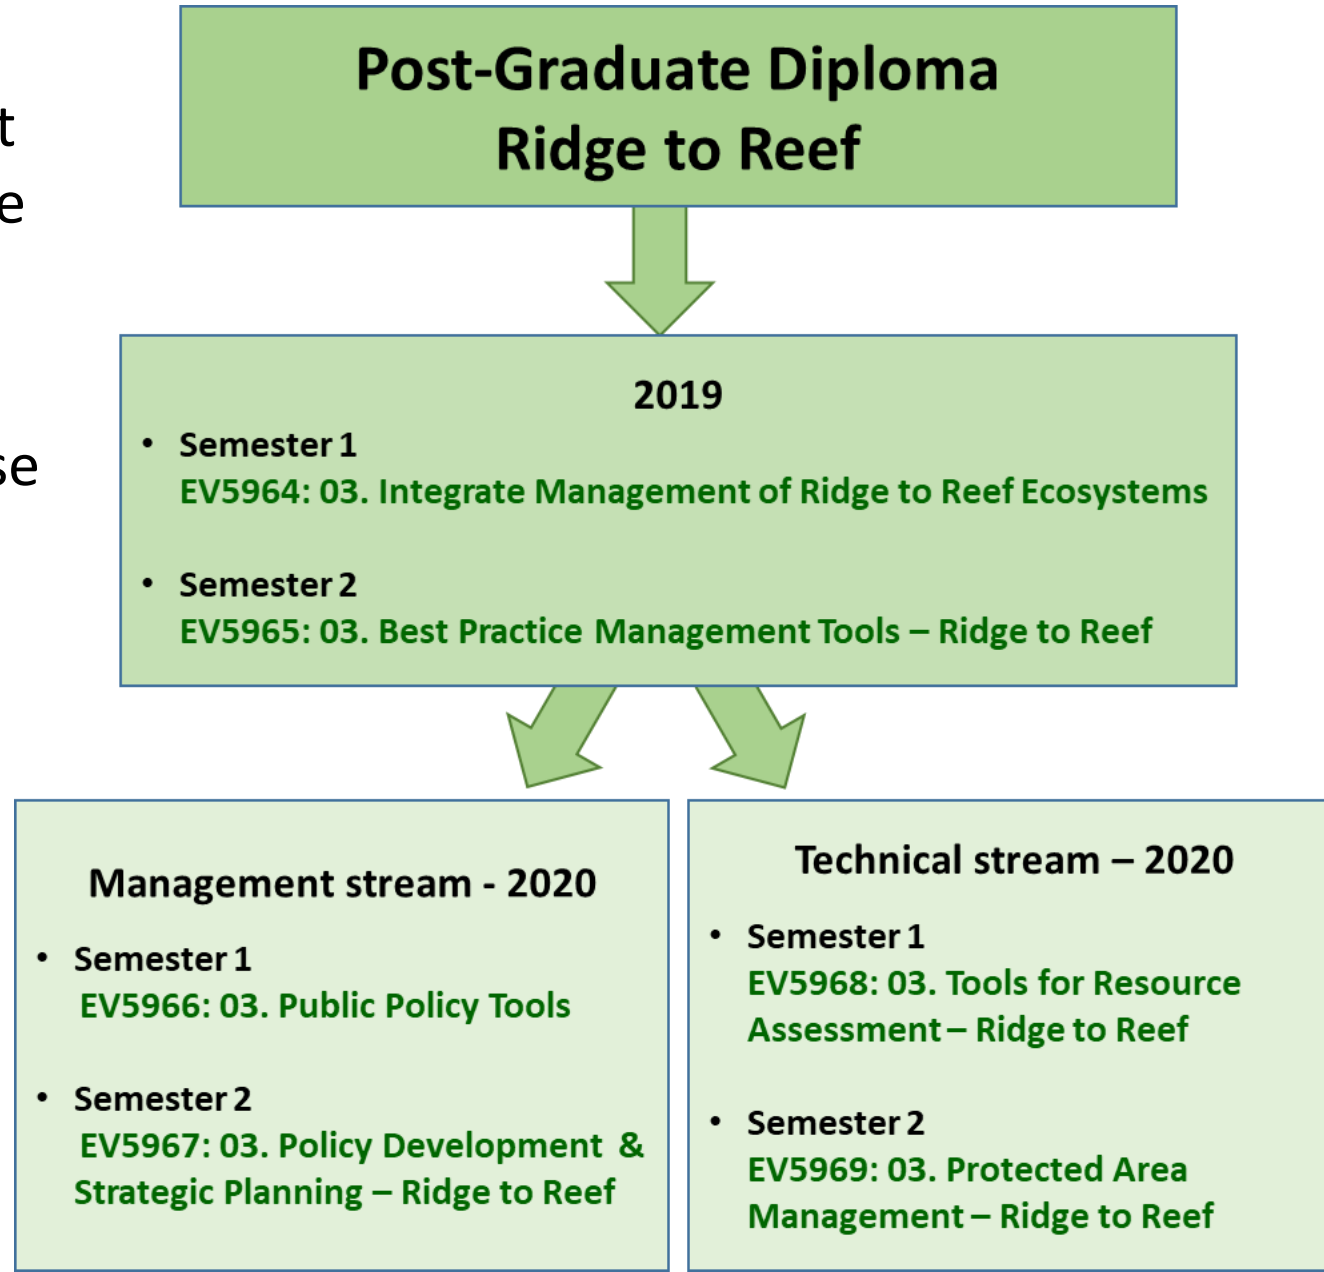 t
e
se
Post-Graduate Diploma
Ridge to Reef
2019
• Semester 1
EV5964: 03. Integrate Management of Ridge to Reef Ecosystems
• Semester 2
EV5965: 03. Best Practice Management Tools – Ridge to Reef
Management stream - 2020
• Semester 1
EV5966: 03. Public Policy Tools
• Semester 2
EV5967: 03. Policy Development &
Strategic Planning – Ridge to Reef
Technical stream – 2020
• Semester 1
EV5968: 03. Tools for Resource
Assessment – Ridge to Reef
• Semester 2
EV5969: 03. Protected Area
Management – Ridge to Reef